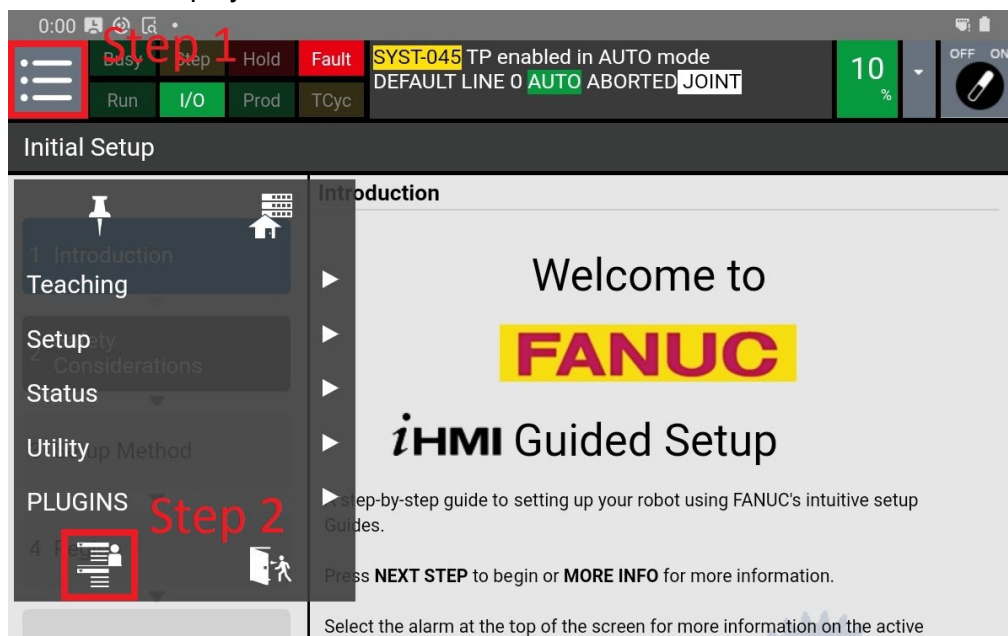 0:00
Step 1
Busy Step Hold Fault
Run I/O Prod TCyc
SYST-045 TP enabled in AUTO mode
DEFAULT LINE 0 AUTO ABORTED JOINT
10
%
OFF ON
Initial Setup
Introduction
1 Introduction
Teaching
Setup
2
Considerations
Status
Utility
up Method
PLUGINS
Step 2
4
Welcome to
FANUC
iHMI Guided Setup
step-by-step guide to setting up your robot using FANUC's intuitive setup
Guides.
Press NEXT STEP to begin or MORE INFO for more information.
Select the alarm at the top of the screen for more information on the active